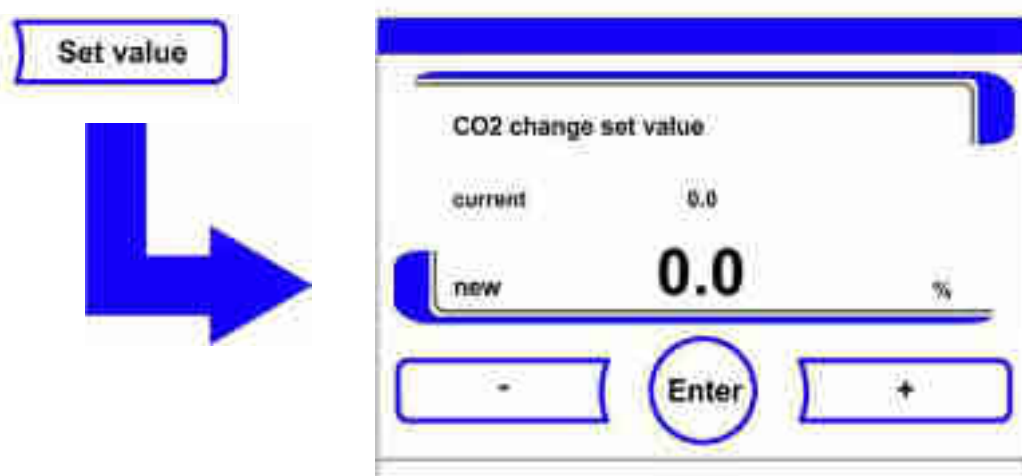 Set value
CO2 change set value
current 0.0
new 0.0 %
- Enter +